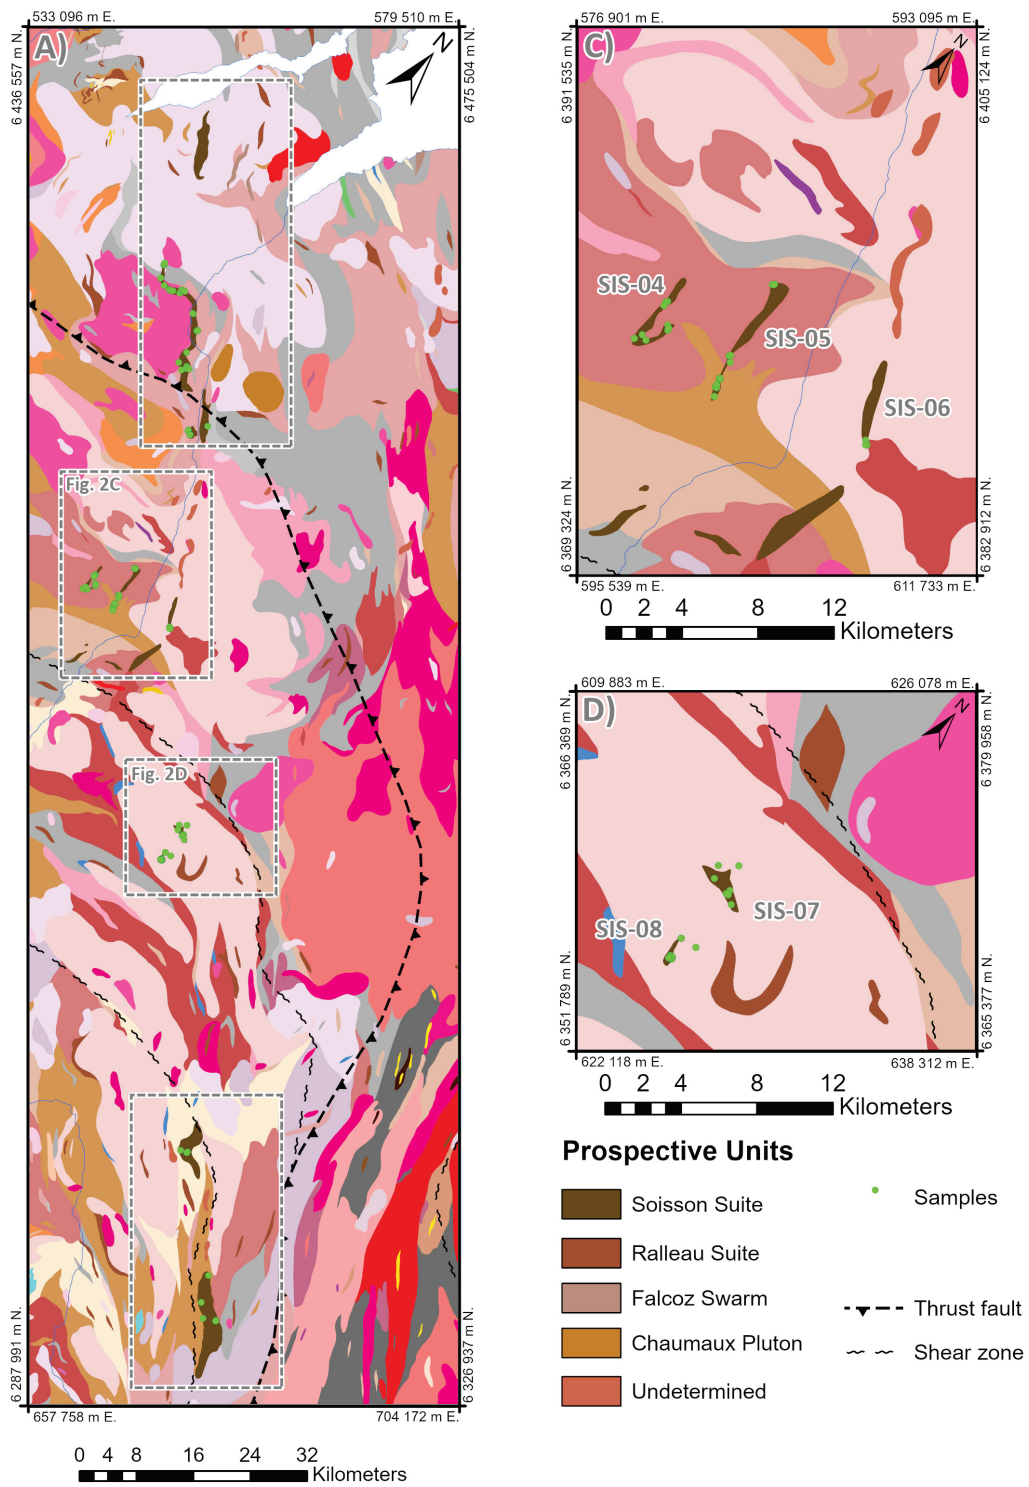 533 096 m E.
579 510 m E.
6 436 557 m N.
6 475 504 m N.
A)
N
Fig. 2C
Fig. 2D
6 287 991 m N.
6 326 937 m N.
657 758 m E.
704 172 m E.
0 4 8 16 24 32
Kilometers
576 901 m E.
593 095 m E.
6 391 535 m N.
6 405 124 m N.
C)
N
SIS-04
SIS-05
SIS-06
6 369 324 m N.
6 382 912 m N.
595 539 m E.
611 733 m E.
0 2 4 8 12
Kilometers
609 883 m E.
626 078 m E.
6 366 369 m N.
6 379 958 m N.
D)
N
SIS-07
SIS-08
6 351 789 m N.
6 365 377 m N.
622 118 m E.
638 312 m E.
0 2 4 8 12
Kilometers
Prospective Units
Soisson Suite
Ralleau Suite
Falcoz Swarm
Chaumaux Pluton
Undetermined
Samples
Thrust fault
Shear zone